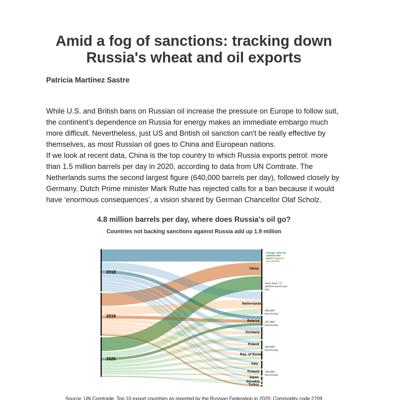 Amid a fog of sanctions: tracking down
Russia's wheat and oil exports
Patricia Martínez Sastre
While U.S. and British bans on Russian oil increase the pressure on Europe to follow suit,
the continent's dependence on Russia for energy makes an immediate embargo much
more difficult. Nevertheless, just US and British oil sanction can't be really effective by
themselves, as most Russian oil goes to China and European nations.
If we look at recent data, China is the top country to which Russia exports petrol: more
than 1.5 million barrels per day in 2020, according to data from UN Comtrade. The
Netherlands sums the second largest figure (640,000 barrels per day), followed closely by
Germany. Dutch Prime minister Mark Rutte has rejected calls for a ban because it would
have 'enormous consequences', a vision shared by German Chancellor Olaf Scholz.
4.8 million barrels per day, where does Russia's oil go?
Countries not backing sanctions against Russia add up 1.9 million
2018
China
Netherlands
2019
Belarus
Germany
Poland
Rep. of Korea
2020
Italy
Finland
Japan
Slovakia
Turkey
Source: UN Comtrade. Top 10 export countries as reported by the Russian Federation in 2020. Commodity code 2709.